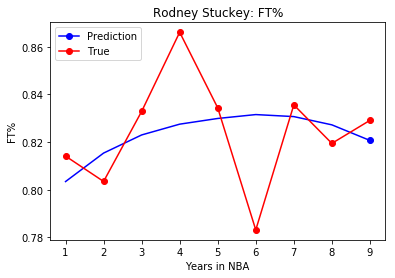 Rodney Stuckey: FT%
Prediction
True
0.86
0.84
0.82
0.80
0.78
FT%
1 2 3 4 5 6 7 8 9
Years in NBA